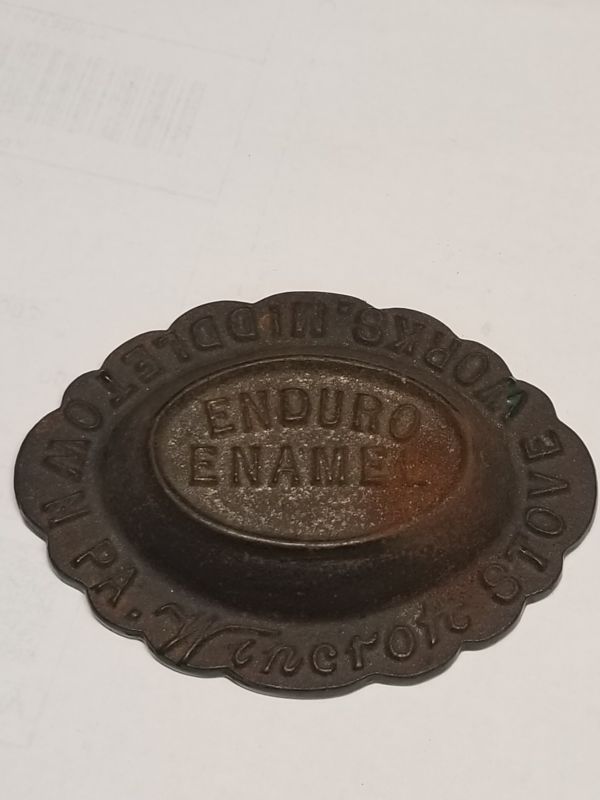 ENDURO
ENAMEL
Wincroft STOVE WORKS. MIDDLETOWN PA.